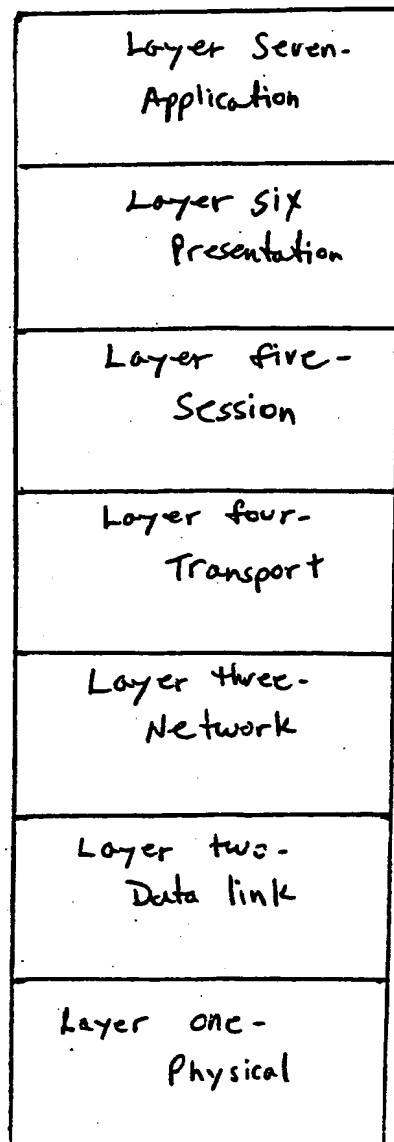 Layer Seven-
Application
Layer six
Presentation
Layer five-
Session
Layer four-
Transport
Layer three-
Network
Layer two-
Data link
Layer one-
Physical